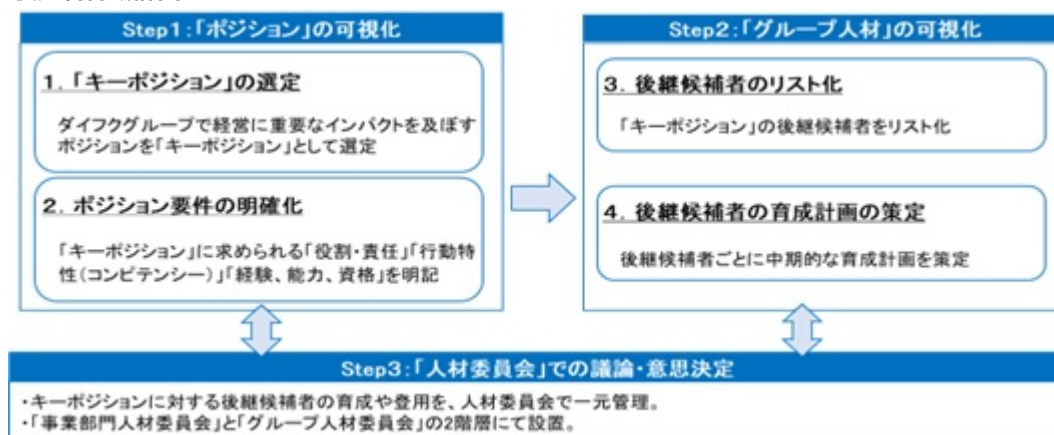 Step1:「ポジション」の可視化
1. 「キーポジション」の選定
ダイフクグループで経営に重要なインパクトを及ぼす
ポジションを「キーポジション」として選定
2. ポジション要件の明確化
「キーポジション」に求められる「役割・責任」「行動特
性(コンピテンシー)」「経験、能力、資格」を明記
Step2:「グループ人材」の可視化
3. 後継候補者のリスト化
「キーポジション」の後継候補者をリスト化
4. 後継候補者の育成計画の策定
後継候補者ごとに中期的な育成計画を策定
Step3:「人材委員会」での議論・意思決定
・キーポジションに対する後継候補者の育成や登用を、人材委員会で一元管理。
・「事業部門人材委員会」と「グループ人材委員会」の2階層にて設置。